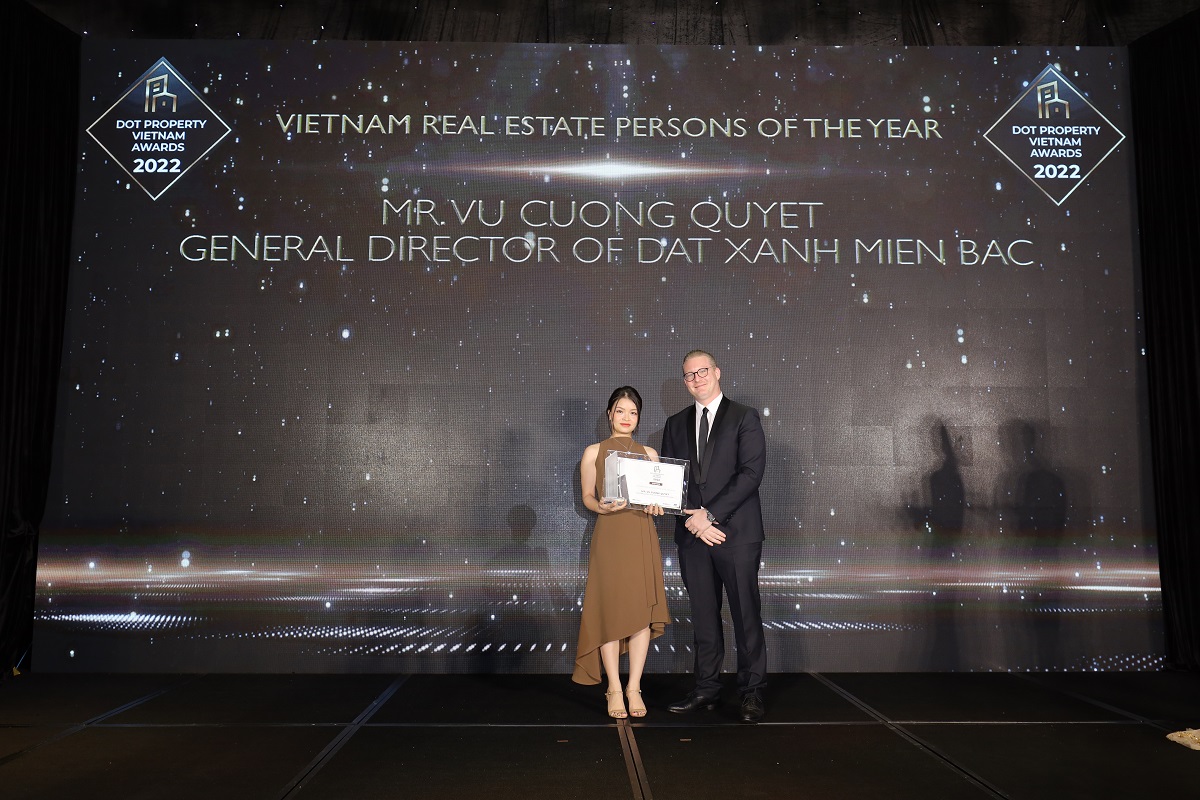 DOT PROPERTY
VIETNAM
AWARDS
2022
VIETNAM REAL ESTATE PERSONS OF THE YEAR
DOT PROPERTY
VIETNAM
AWARDS
2022
MR. VU CUONG QUYET
GENERAL DIRECTOR OF DAT XANH MIEN BAC